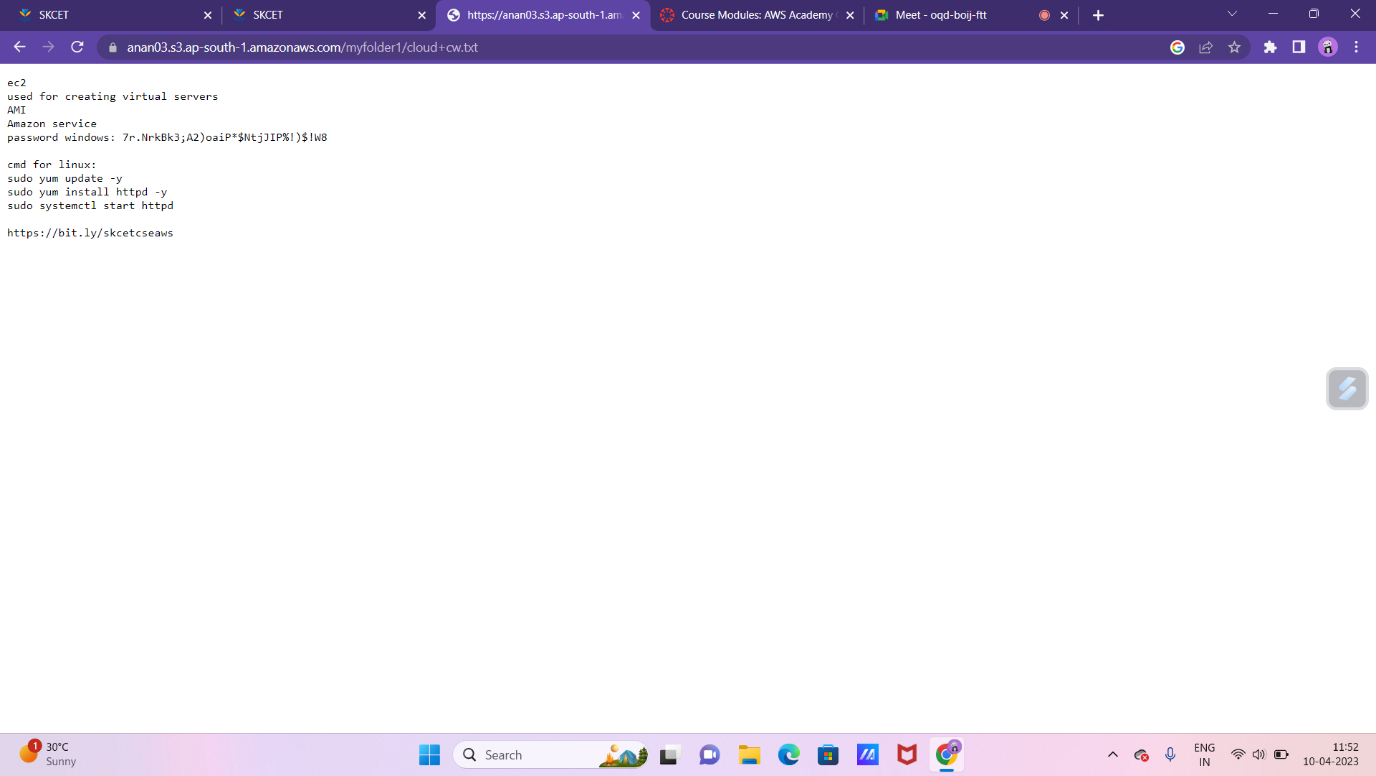 SKCET
SKCET
https://anan03.s3.ap-south-1.am
Course Modules: AWS Academy
Meet - oqd-boij-ftt
anan03.s3.ap-south-1.amazonaws.com/myfolder1/cloud+cw.txt
ec2
used for creating virtual servers
AMI
Amazon service
password windows: 7r.NrkBk3;A2)oaiP*$NtjJIP%!)$!W8
cmd for linux:
sudo yum update -y
sudo yum install httpd -y
sudo systemctl start httpd
https://bit.ly/skcetcseaws
1
30°C
Sunny
Search
ENG
IN
11:52
10-04-2023